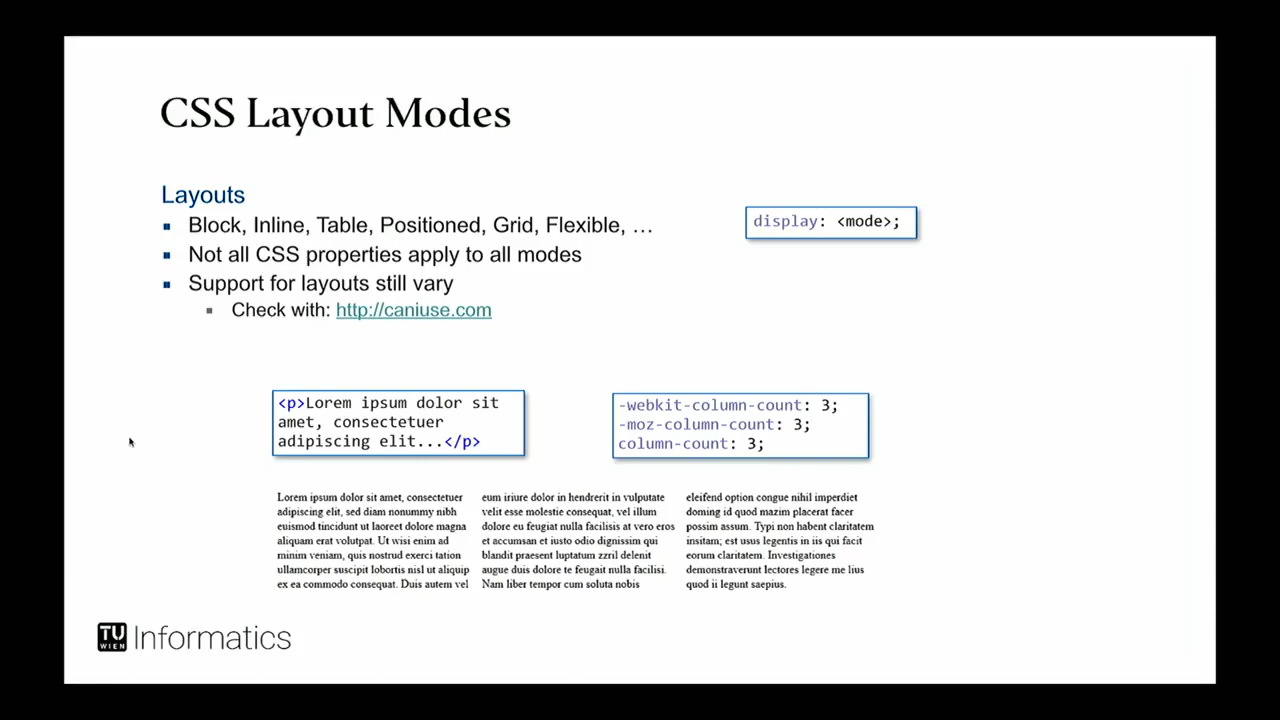 CSS Layout Modes
Layouts
Block, Inline, Table, Positioned, Grid, Flexible, …
display: <mode>;
Not all CSS properties apply to all modes
Support for layouts still vary
Check with: http://caniuse.com
<p>Lorem ipsum dolor sit
amet, consectetuer
adipiscing elit...</p>
-webkit-column-count: 3;
-moz-column-count: 3;
column-count: 3;
Lorem ipsum dolor sit amet, consectetuer
adipiscing elit, sed diam nonummy nibh
euismod tincidunt ut laoreet dolore magna
aliquam erat volutpat. Ut wisi enim ad
minim veniam, quis nostrud exerci tation
ullamcorper suscipit lobortis nisl ut aliquip
ex ea commodo consequat. Duis autem vel
eum iriure dolor in hendrerit in vulputate
velit esse molestie consequat, vel illum
dolore eu feugiat nulla facilisis at vero eros
et accumsan et iusto odio dignissim qui
blandit praesent luptatum zzril delenit
augue duis dolore te feugait nulla facilisi.
Nam liber tempor cum soluta nobis
eleifend option congue nihil imperdiet
doming id quod mazim placerat facer
possim assum. Typi non habent claritatem
insitam; est usus legentis in iis qui facit
eorum claritatem. Investigationes
demonstraverunt lectores legere me lius
quod ii legunt saepius.
TU
WIEN
Informatics